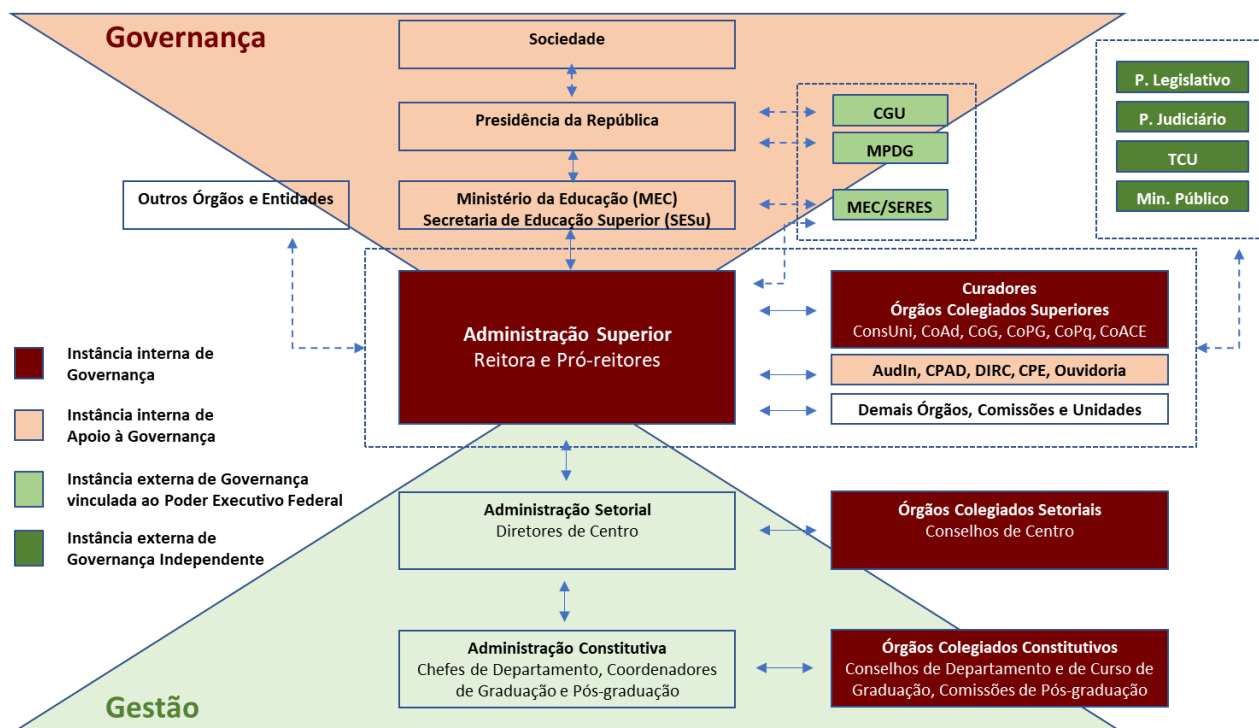 Governança
Sociedade
Presidência da República
Ministério da Educação (MEC)
Secretaria de Educação Superior (SESu)
Outros Órgãos e Entidades
CGU
MPDG
MEC/SERES
P. Legislativo
P. Judiciário
TCU
Min. Público
Administração Superior
Reitora e Pró-reitores
Curadores
Órgãos Colegiados Superiores
ConsUni, CoAd, CoG, CoPG, CoPq, CoACE
AudIn, CPAD, DIRC, CPE, Ouvidoria
Demais Órgãos, Comissões e Unidades
Instância interna de
Governança
Instância interna de
Apoio à Governança
Instância externa de Governança
vinculada ao Poder Executivo Federal
Instância externa de
Governança Independente
Administração Setorial
Diretores de Centro
Órgãos Colegiados Setoriais
Conselhos de Centro
Administração Constitutiva
Chefes de Departamento, Coordenadores
de Graduação e Pós-graduação
Órgãos Colegiados Constitutivos
Conselhos de Departamento e de Curso de
Graduação, Comissões de Pós-graduação
Gestão